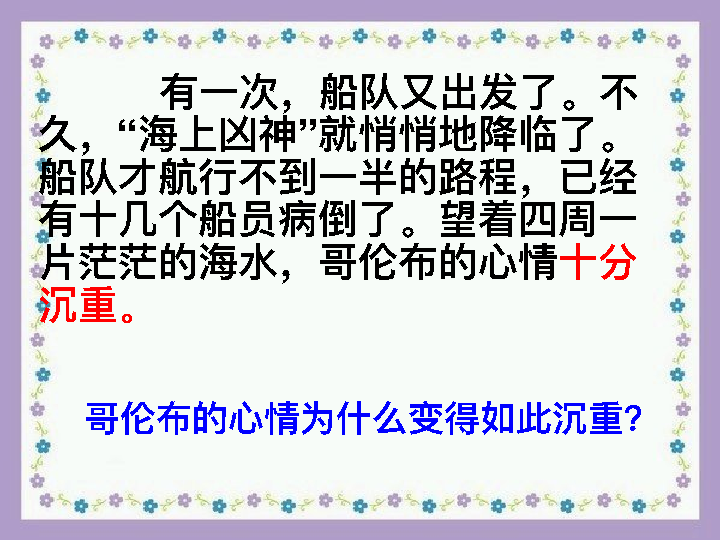 有一次，船队又出发了。不
久，“海上凶神”就悄悄地降临了。
船队才航行不到一半的路程，已经
有十几个船员病倒了。望着四周一
片茫茫的海水，哥伦布的心情十分
沉重。
哥伦布的心情为什么变得如此沉重?